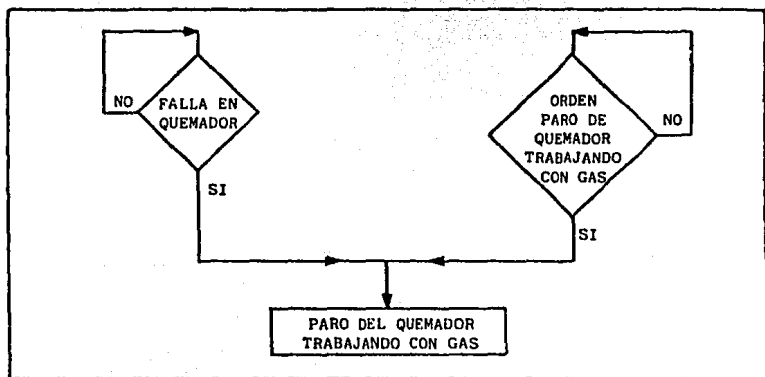 NO
FALLA EN
QUEMADOR
SI
ORDEN
PARO DE
QUEMADOR
TRABAJANDO
CON GAS
NO
SI
PARO DEL QUEMADOR
TRABAJANDO CON GAS